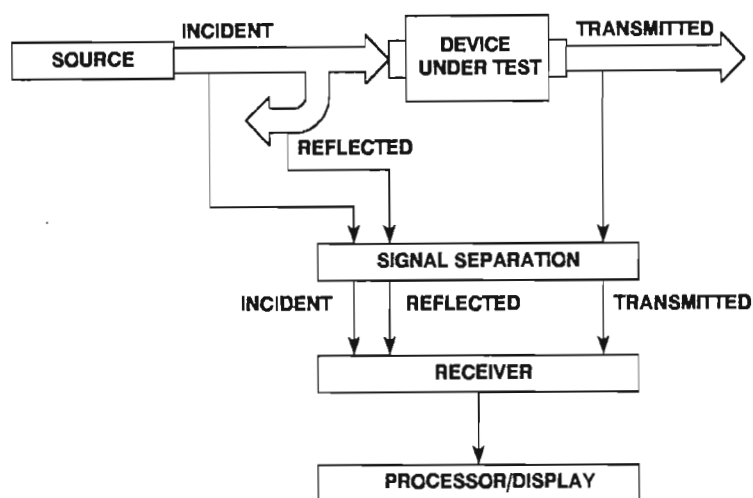 INCIDENT
SOURCE
DEVICE
UNDER TEST
TRANSMITTED
REFLECTED
SIGNAL SEPARATION
INCIDENT
REFLECTED
TRANSMITTED
RECEIVER
PROCESSOR/DISPLAY